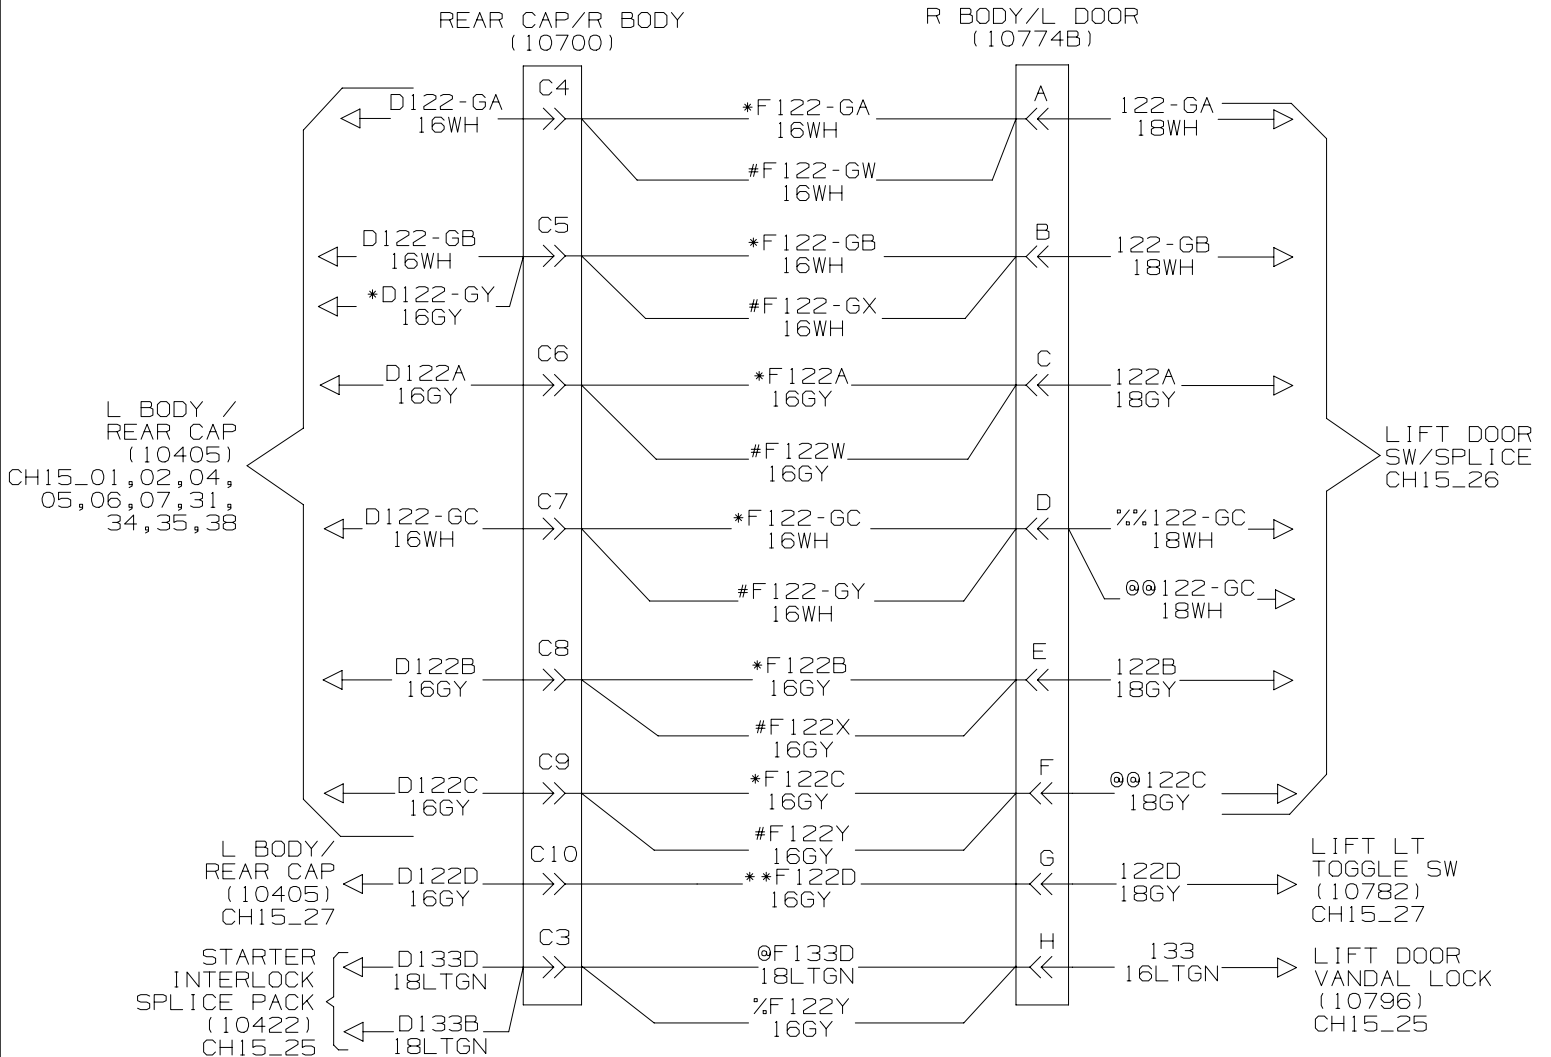 REAR CAP/R BODY
(10700)
R BODY/L DOOR
(10774B)
D122-GA
16WH
C4
*F122-GA
16WH
A
122-GA
18WH
#F122-GW
16WH
D122-GB
16WH
C5
*F122-GB
16WH
B
122-GB
18WH
*D122-GY
16GY
#F122-GX
16WH
D122A
16GY
C6
*F122A
16GY
C
122A
18GY
L BODY /
REAR CAP
(10405)
CH15_01,02,04,
05,06,07,31,
34,35,38
#F122W
16GY
LIFT DOOR
SW/SPLICE
CH15_26
D122-GC
16WH
C7
*F122-GC
16WH
D
%%122-GC
18WH
#F122-GY
16WH
@@122-GC
18WH
D122B
16GY
C8
*F122B
16GY
E
122B
18GY
#F122X
16GY
D122C
16GY
C9
*F122C
16GY
F
@@122C
18GY
#F122Y
16GY
L BODY/
REAR CAP
(10405)
CH15_27
D122D
16GY
C10
**F122D
16GY
G
122D
18GY
LIFT LT
TOGGLE SW
(10782)
CH15_27
STARTER
INTERLOCK
SPLICE PACK
(10422)
CH15_25
D133D
18LTGN
C3
@F133D
18LTGN
H
133
16LTGN
LIFT DOOR
VANDAL LOCK
(10796)
CH15_25
D133B
18LTGN
%F122Y
16GY